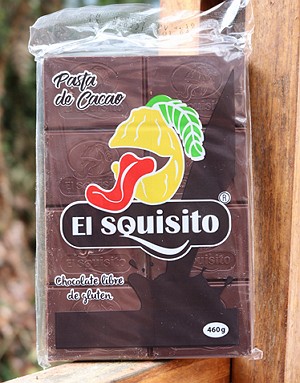 Pasta
de Cacao
El Squisito
®
Chocolate libre
de gluten
460g